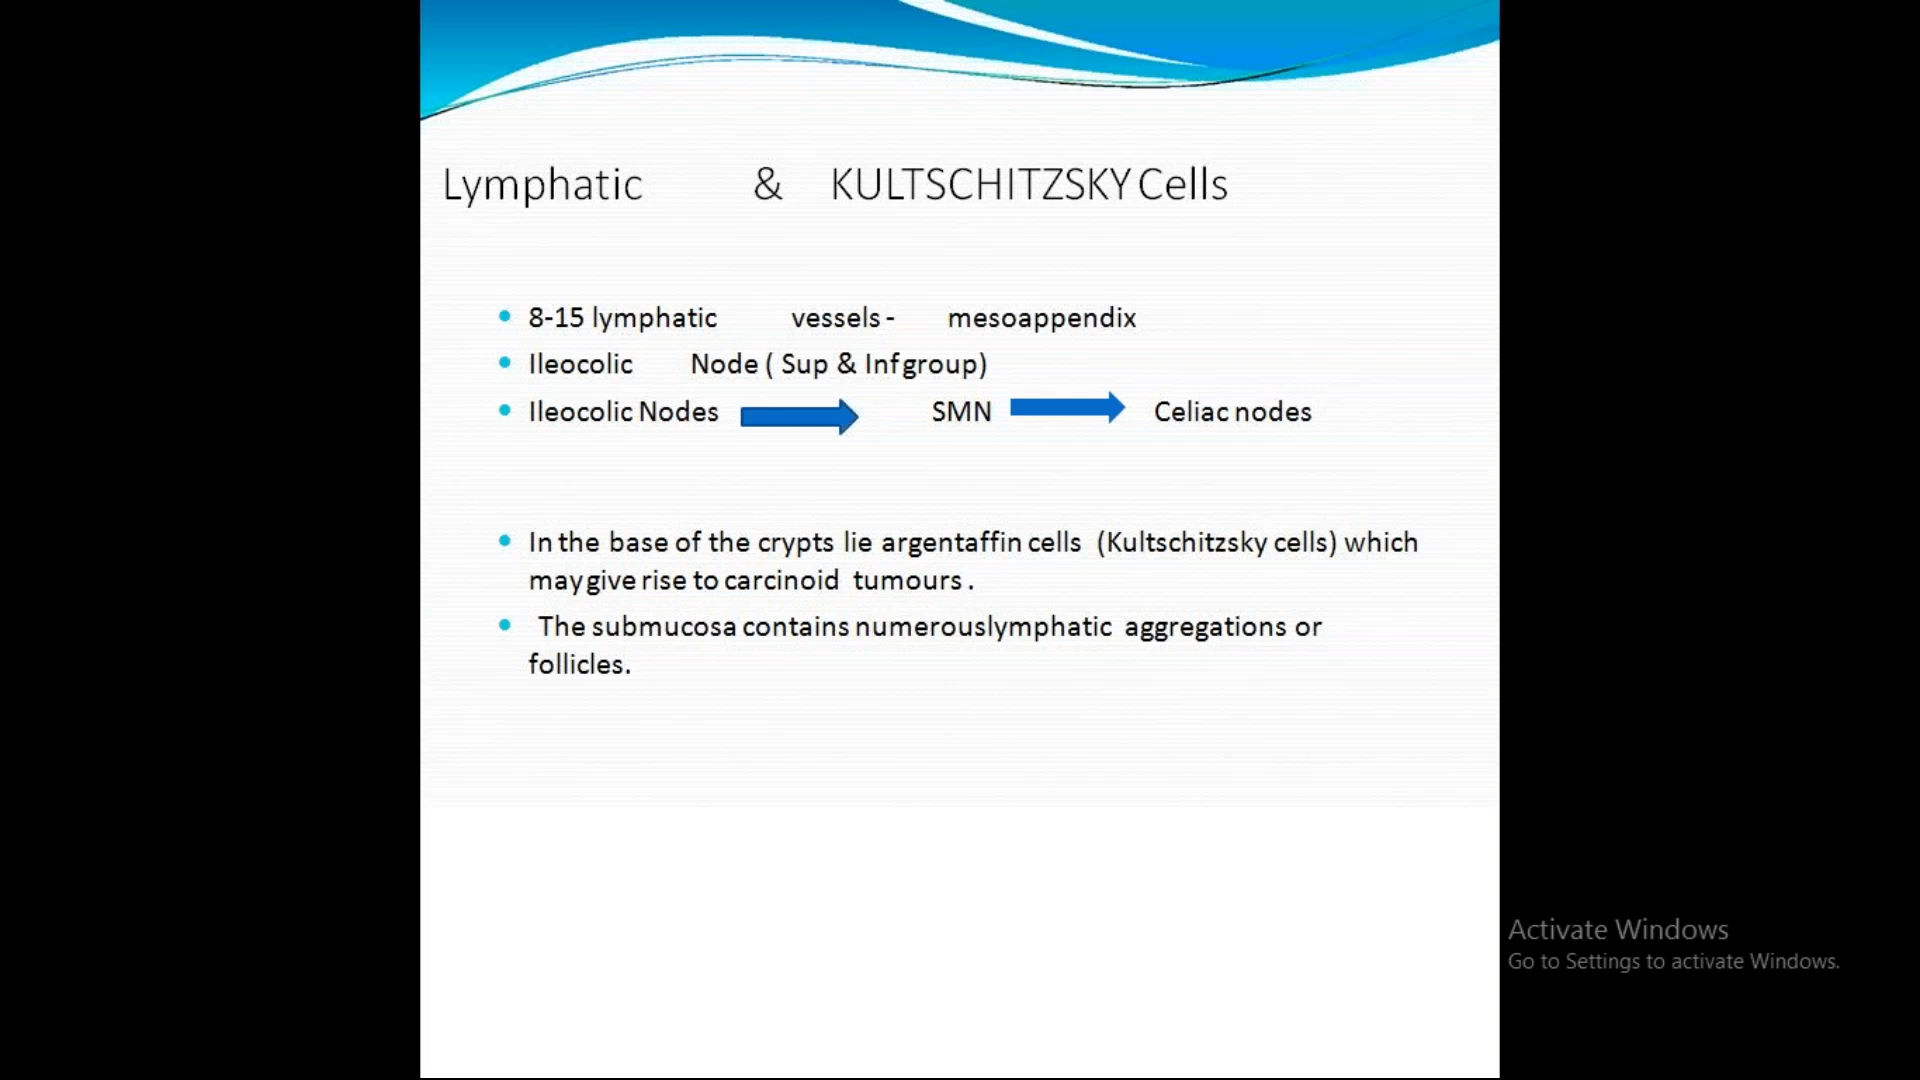 Lymphatic & KULTSCHITZSKY Cells
8-15 lymphatic vessels - mesoappendix
Ileocolic Node ( Sup & Inf group)
Ileocolic Nodes SMN Celiac nodes
In the base of the crypts lie argentaffin cells (Kultschitzsky cells) which
may give rise to carcinoid tumours .
The submucosa contains numerouslymphatic aggregations or
follicles.
Activate Windows
Go to Settings to activate Windows.